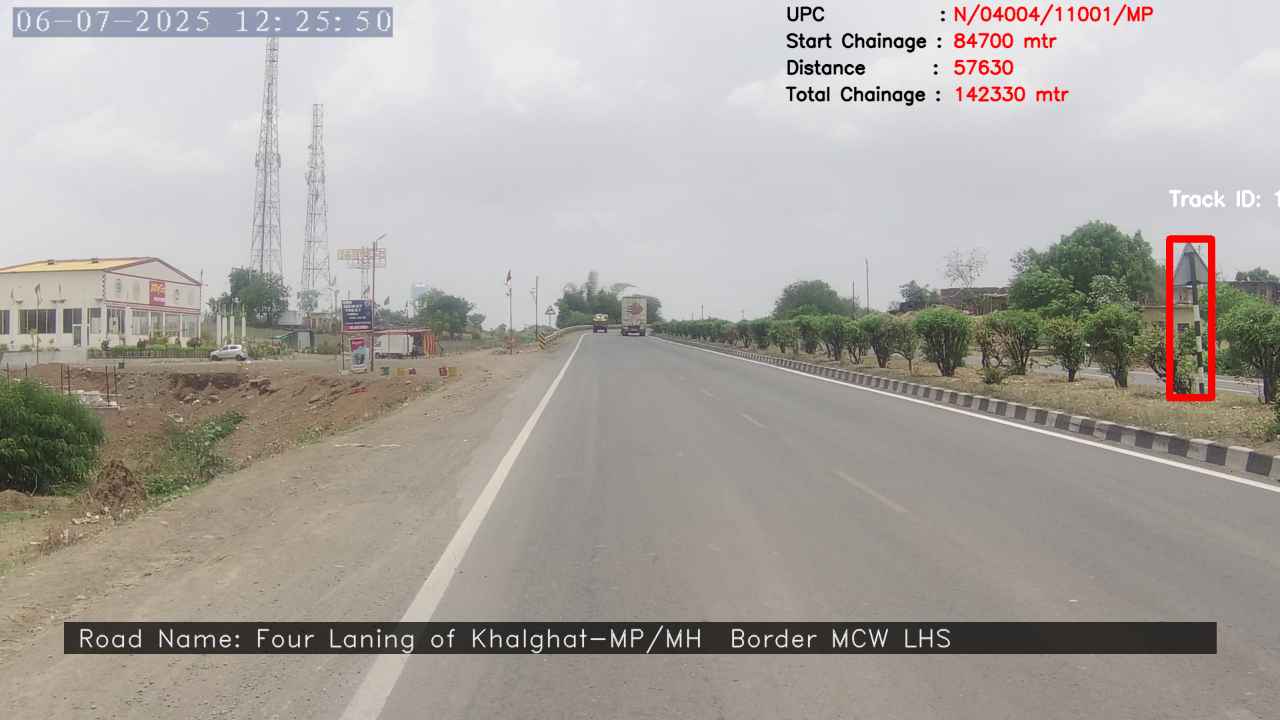 06-07-2025 12:25:50
UPC : N/04004/11001/MP
Start Chainage : 84700 mtr
Distance : 57630
Total Chainage : 142330 mtr
Track ID: 1
Road Name: Four Laning of Khalghat-MP/MH Border MCW LHS